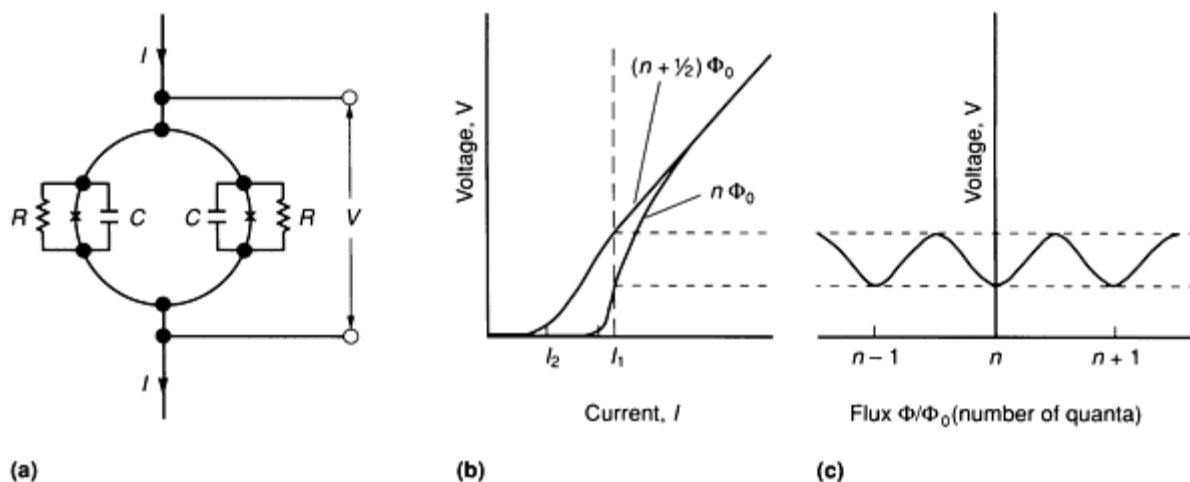 I
R
C
C
R
V
I
(a)
Voltage, V
(n + ½) Φ₀
n Φ₀
I₂
I₁
Current, I
(b)
Voltage, V
n – 1
n
n + 1
Flux Φ/Φ₀(number of quanta)
(c)